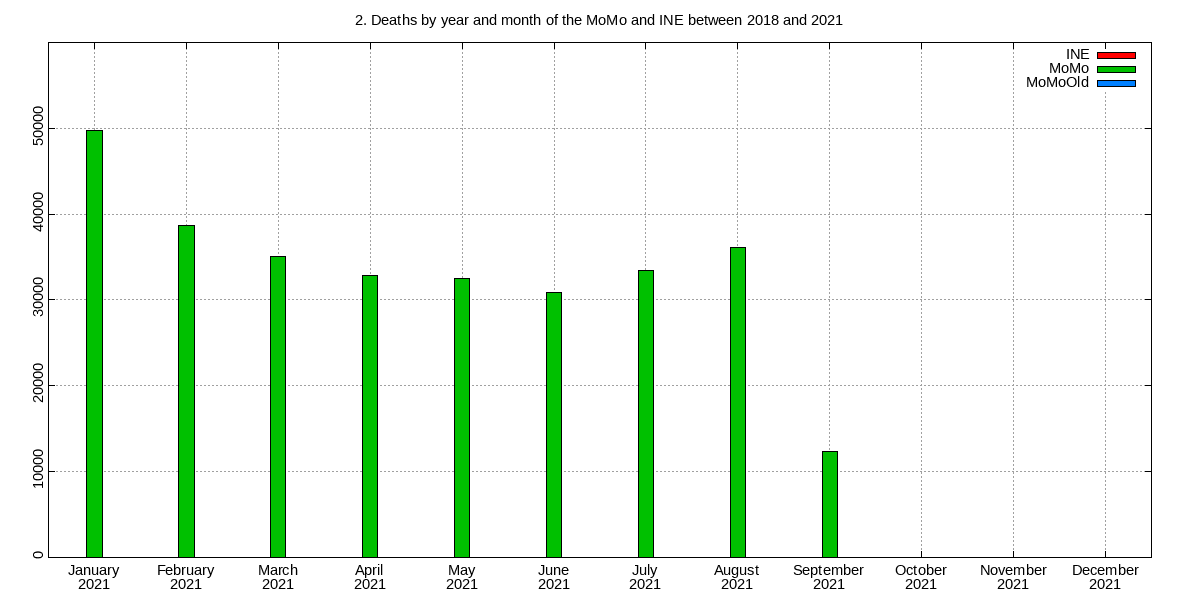 2. Deaths by year and month of the MoMo and INE between 2018 and 2021
INE
MoMo
MoMoOld
50000
40000
30000
20000
10000
0
January February March April May June July August September October November December
2021 2021 2021 2021 2021 2021 2021 2021 2021 2021 2021 2021